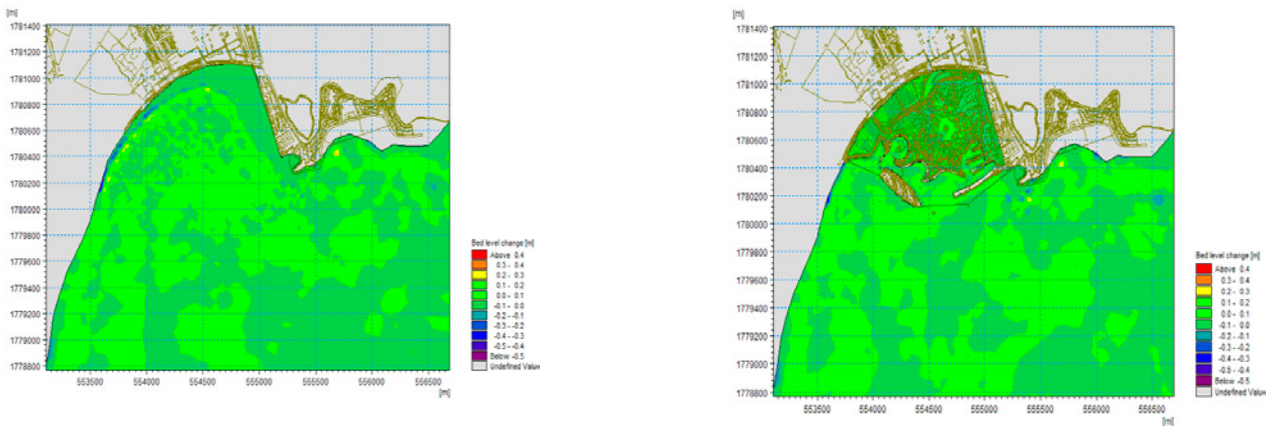 [m]
1781400
1781200
1781000
1780800
1780600
1780400
1780200
1780000
1779800
1779600
1779400
1779200
1779000
1778800
553500 554000 554500 555000 555500 556000 556500
[m]
Bed level change [m]
Above 0.4
0.3 - 0.4
0.2 - 0.3
0.1 - 0.2
0.0 - 0.1
-0.1 - 0.0
-0.2 - -0.1
-0.3 - -0.2
-0.4 - -0.3
-0.5 - -0.4
Below -0.5
Undefined Value
[m]
1781400
1781200
1781000
1780800
1780600
1780400
1780200
1780000
1779800
1779600
1779400
1779200
1779000
1778800
553500 554000 554500 555000 555500 556000 556500
[m]
Bed level change [m]
Above 0.4
0.3 - 0.4
0.2 - 0.3
0.1 - 0.2
0.0 - 0.1
-0.1 - 0.0
-0.2 - -0.1
-0.3 - -0.2
-0.4 - -0.3
-0.5 - -0.4
Below -0.5
Undefined Value